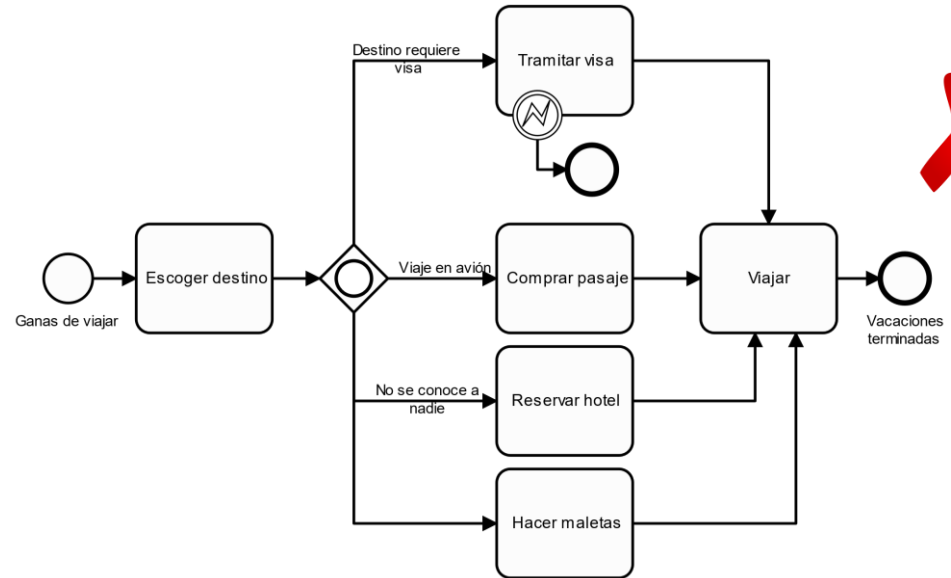 Destino requiere
visa
Tramitar visa
Ganas de viajar
Escoger destino
Viaje en avión
Comprar pasaje
Viajar
Vacaciones
terminadas
No se conoce a
nadie
Reservar hotel
Hacer maletas